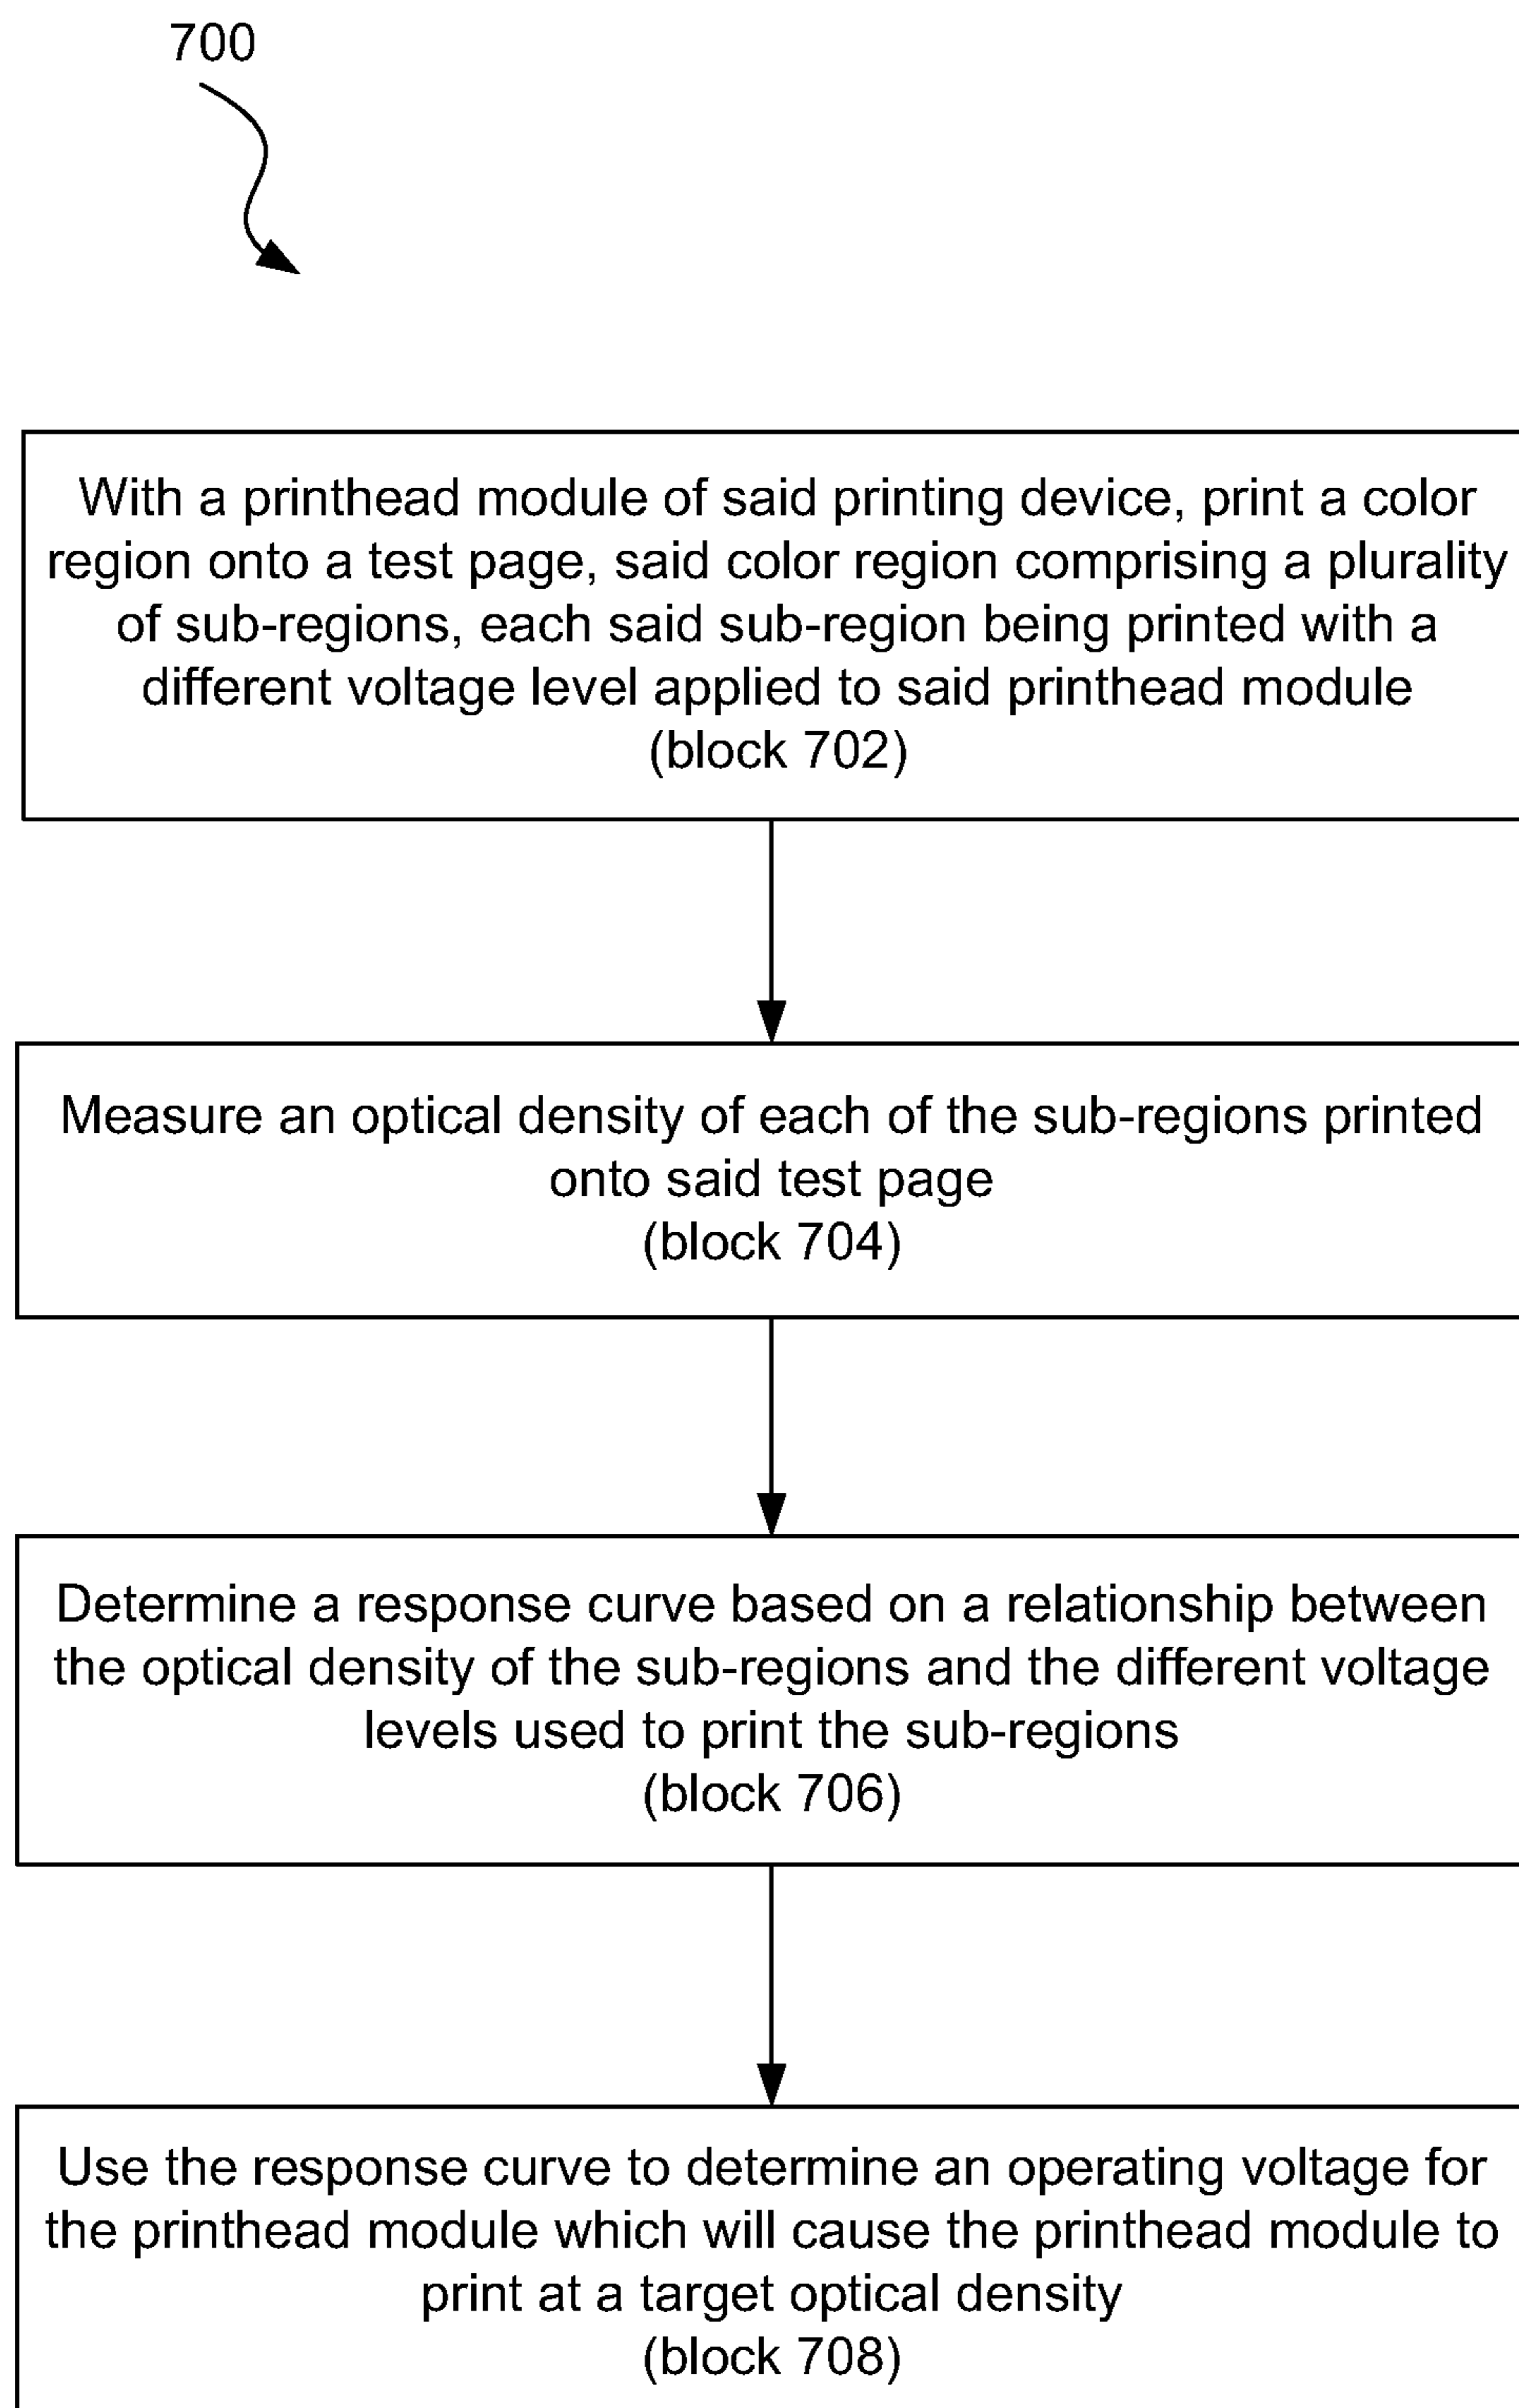 700
With a printhead module of said printing device, print a color
region onto a test page, said color region comprising a plurality
of sub-regions, each said sub-region being printed with a
different voltage level applied to said printhead module
(block 702)
Measure an optical density of each of the sub-regions printed
onto said test page
(block 704)
Determine a response curve based on a relationship between
the optical density of the sub-regions and the different voltage
levels used to print the sub-regions
(block 706)
Use the response curve to determine an operating voltage for
the printhead module which will cause the printhead module to
print at a target optical density
(block 708)